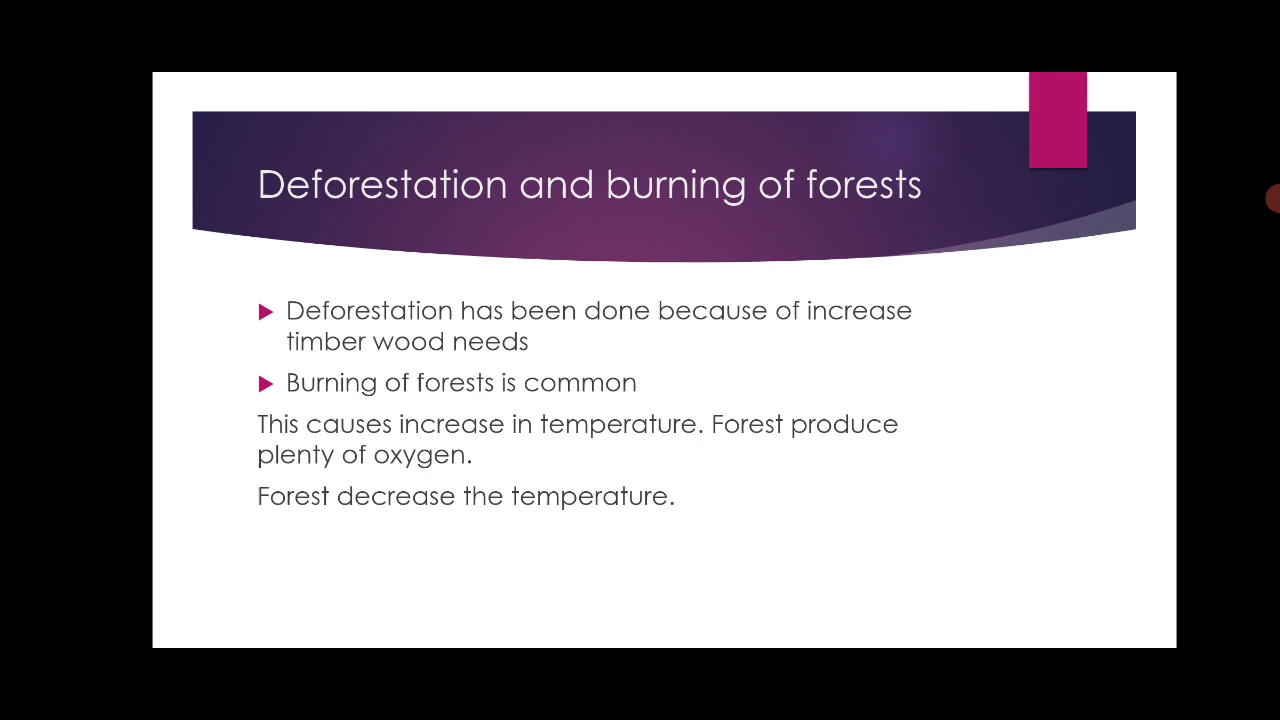 Deforestation and burning of forests
Deforestation has been done because of increase
timber wood needs
Burning of forests is common
This causes increase in temperature. Forest produce
plenty of oxygen.
Forest decrease the temperature.